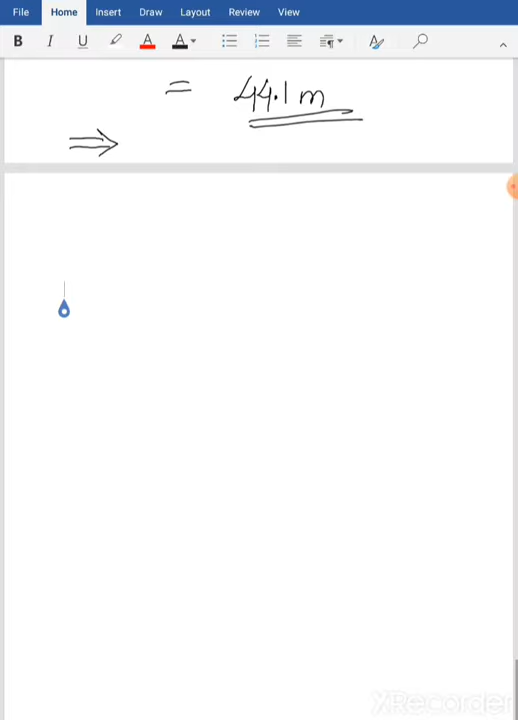 File Home Insert Draw Layout Review View
B I U A A
= 44.1 m
⇒
XRecorder